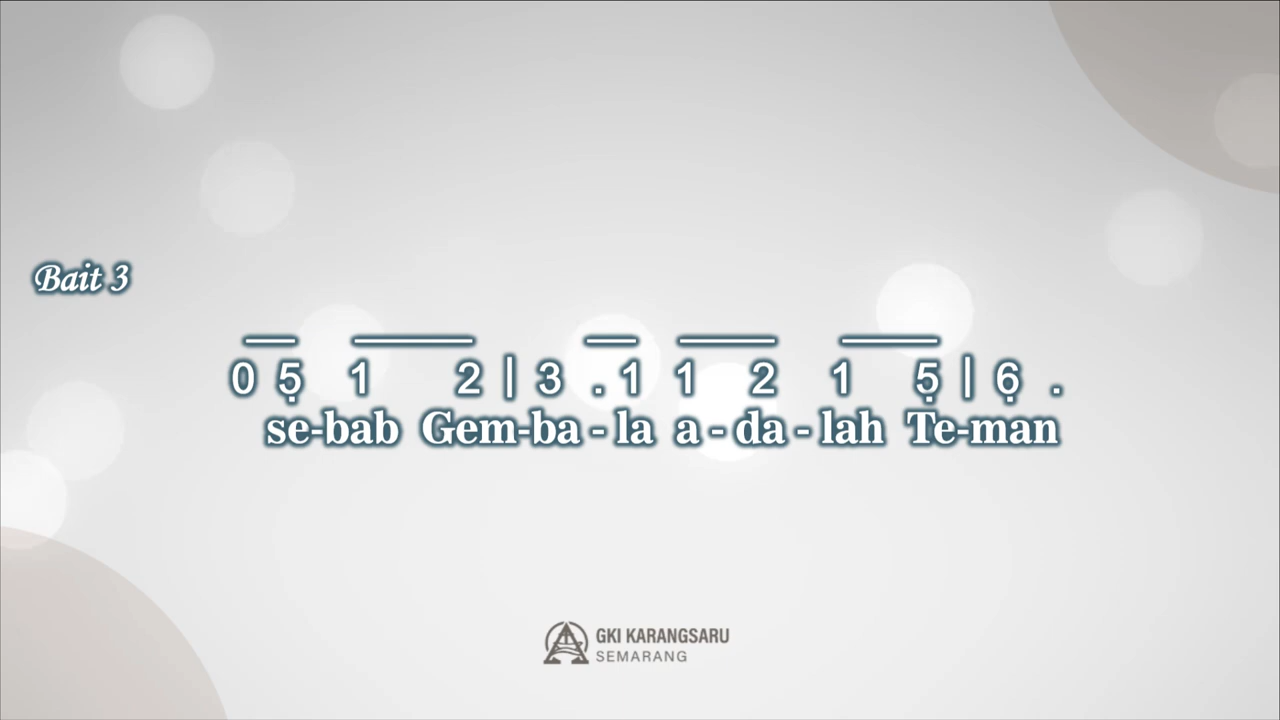 Bait 3
0 5̣ 1 2 | 3 . 1 1 2 1 5̣ | 6̣ .
se-bab Gem-ba - la a - da - lah Te-man
GKI KARANGSARU
SEMARANG